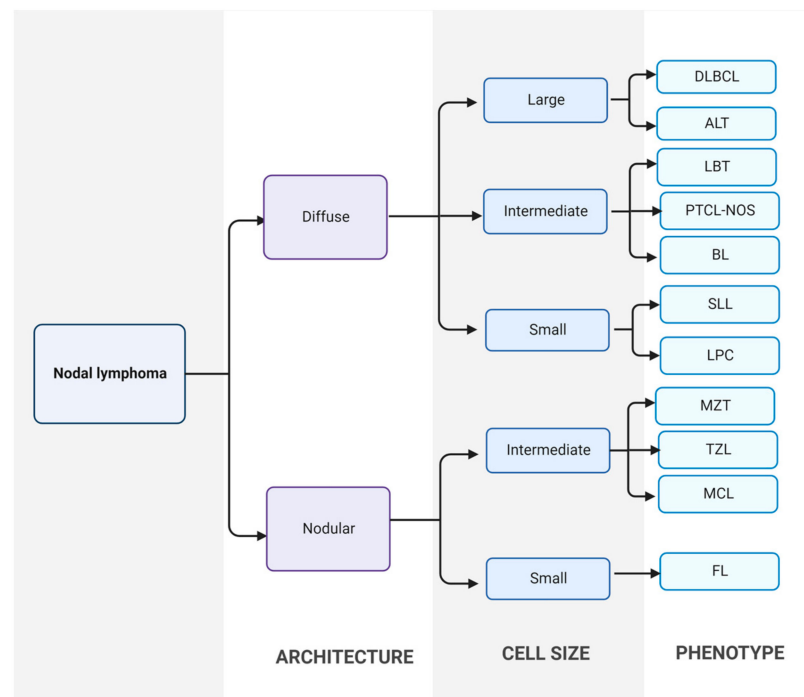 Nodal lymphoma
Diffuse
Nodular
Large
Intermediate
Small
Intermediate
Small
DLBCL
ALT
LBT
PTCL-NOS
BL
SLL
LPC
MZT
TZL
MCL
FL
ARCHITECTURE
CELL SIZE
PHENOTYPE